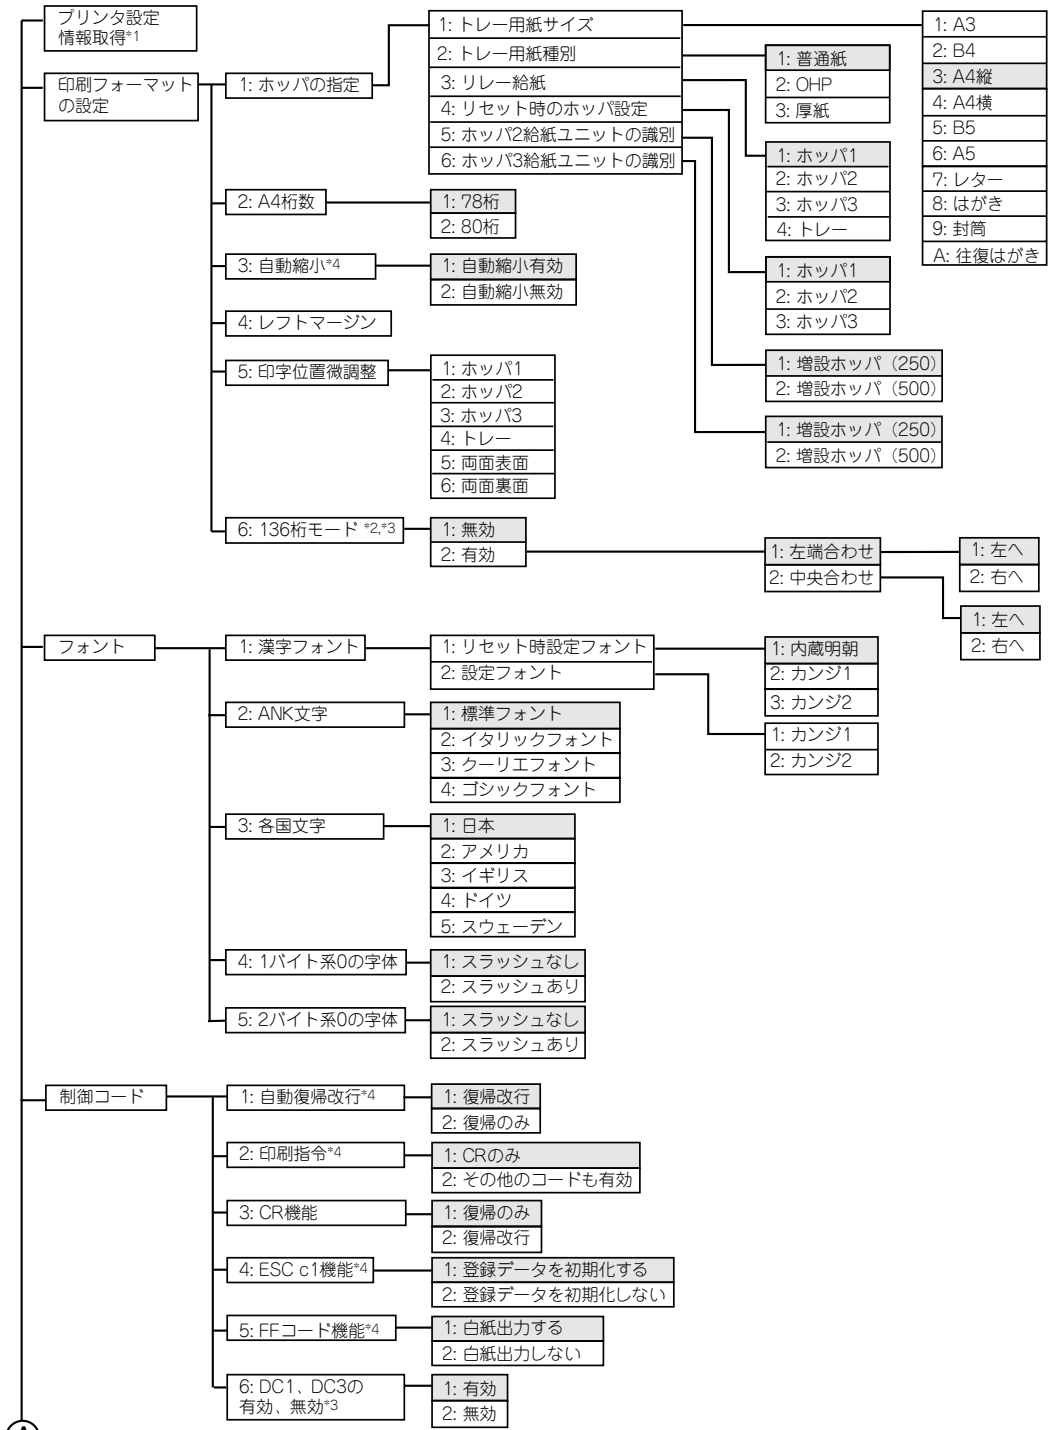 プリンタ設定
情報取得*1
印刷フォーマット
の設定
1: ホッパの指定
1: トレー用紙サイズ
2: トレー用紙種別
3: リレー給紙
4: リセット時のホッパ設定
5: ホッパ2給紙ユニットの識別
6: ホッパ3給紙ユニットの識別
1: A3
2: B4
3: A4縦
4: A4横
5: B5
6: A5
7: レター
8: はがき
9: 封筒
A: 往復はがき
1: 普通紙
2: OHP
3: 厚紙
1: ホッパ1
2: ホッパ2
3: ホッパ3
4: トレー
1: ホッパ1
2: ホッパ2
3: ホッパ3
1: 増設ホッパ（250）
2: 増設ホッパ（500）
1: 増設ホッパ（250）
2: 増設ホッパ（500）
2: A4桁数
1: 78桁
2: 80桁
3: 自動縮小*4
1: 自動縮小有効
2: 自動縮小無効
4: レフトマージン
5: 印字位置微調整
1: ホッパ1
2: ホッパ2
3: ホッパ3
4: トレー
5: 両面表面
6: 両面裏面
6: 136桁モード *2,*3
1: 無効
2: 有効
1: 左端合わせ
2: 中央合わせ
1: 左へ
2: 右へ
1: 左へ
2: 右へ
フォント
1: 漢字フォント
1: リセット時設定フォント
2: 設定フォント
1: 内蔵明朝
2: カンジ1
3: カンジ2
1: カンジ1
2: カンジ2
2: ANK文字
1: 標準フォント
2: イタリックフォント
3: クーリエフォント
4: ゴシックフォント
3: 各国文字
1: 日本
2: アメリカ
3: イギリス
4: ドイツ
5: スウェーデン
4: 1バイト系0の字体
1: スラッシュなし
2: スラッシュあり
5: 2バイト系0の字体
1: スラッシュなし
2: スラッシュあり
制御コード
1: 自動復帰改行*4
1: 復帰改行
2: 復帰のみ
2: 印刷指令*4
1: CRのみ
2: その他のコードも有効
3: CR機能
1: 復帰のみ
2: 復帰改行
4: ESC c1機能*4
1: 登録データを初期化する
2: 登録データを初期化しない
5: FFコード機能*4
1: 白紙出力する
2: 白紙出力しない
6: DC1、DC3の
有効、無効*3
1: 有効
2: 無効